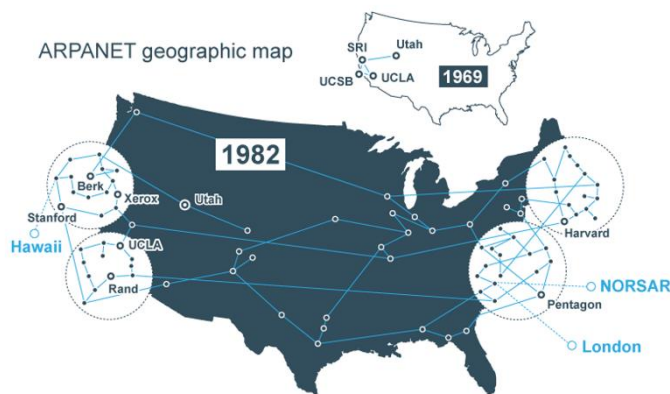 ARPANET geographic map
SRI
Utah
UCSB
UCLA
1969
1982
Berk
Xerox
Utah
Stanford
Hawaii
UCLA
Rand
Harvard
NORSAR
Pentagon
London